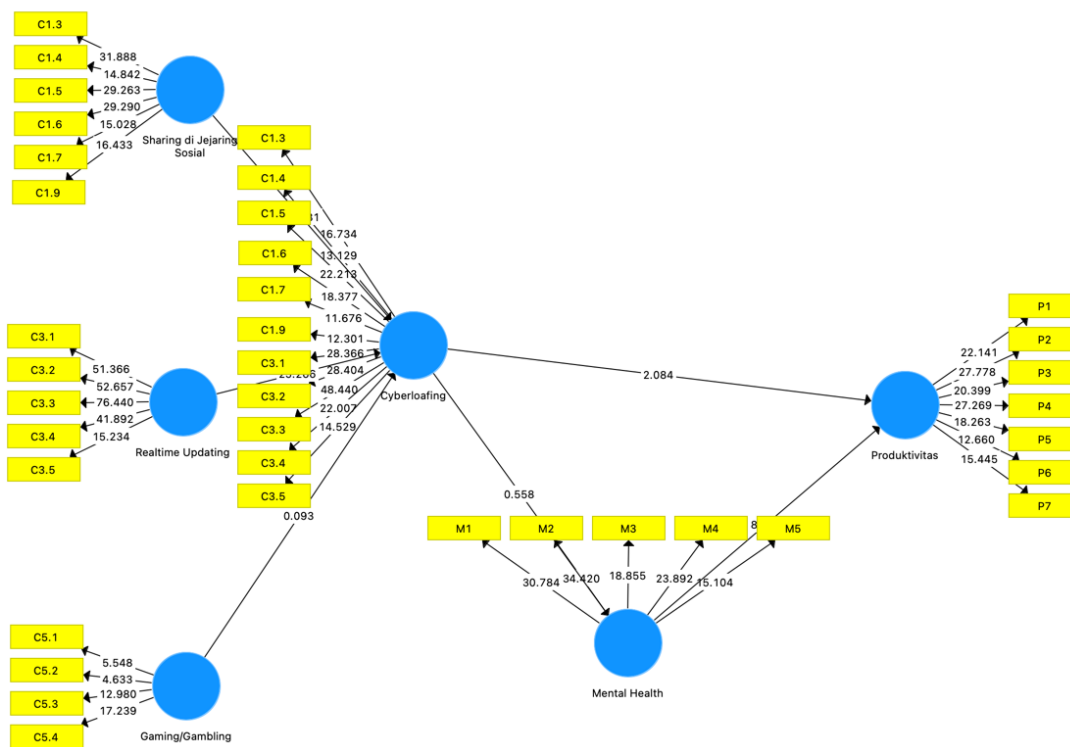 C1.3
C1.4
C1.5
C1.6
C1.7
C1.9
31.888
14.842
29.263
29.290
15.028
16.433
Sharing di Jejaring
Sosial
C1.3
C1.4
C1.5
C1.6
C1.7
C1.9
C3.1
C3.2
C3.3
C3.4
C3.5
16.734
13.129
22.213
18.377
11.676
12.301
28.366
28.404
48.440
22.007
14.529
Cyberloafing
C3.1
C3.2
C3.3
C3.4
C3.5
51.366
52.657
76.440
41.892
15.234
Realtime Updating
2.084
P1
P2
P3
P4
P5
P6
P7
22.141
27.778
20.399
27.269
18.263
12.660
15.445
Produktivitas
0.093
0.558
M1
M2
M3
M4
M5
30.784
34.420
18.855
23.892
15.104
Mental Health
C5.1
C5.2
C5.3
C5.4
5.548
4.633
12.980
17.239
Gaming/Gambling